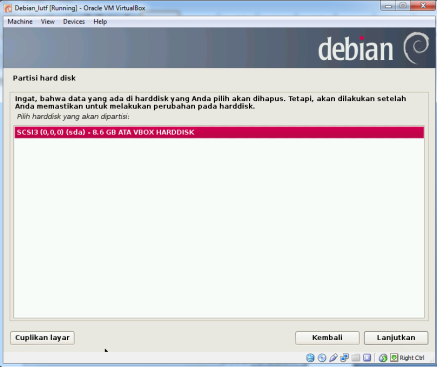 Debian_lutf [Running] - Oracle VM VirtualBox
Machine View Devices Help
debian
Partisi hard disk
Ingat, bahwa data yang ada di harddisk yang Anda pilih akan dihapus. Tetapi, akan dilakukan setelah
Anda memastikan untuk melakukan perubahan pada harddisk.
Pilih harddisk yang akan dipartisi:
SCSI3 (0,0,0) (sda) - 8.6 GB ATA VBOX HARDDISK
Cuplikan layar Kembali Lanjutkan
Right Ctrl